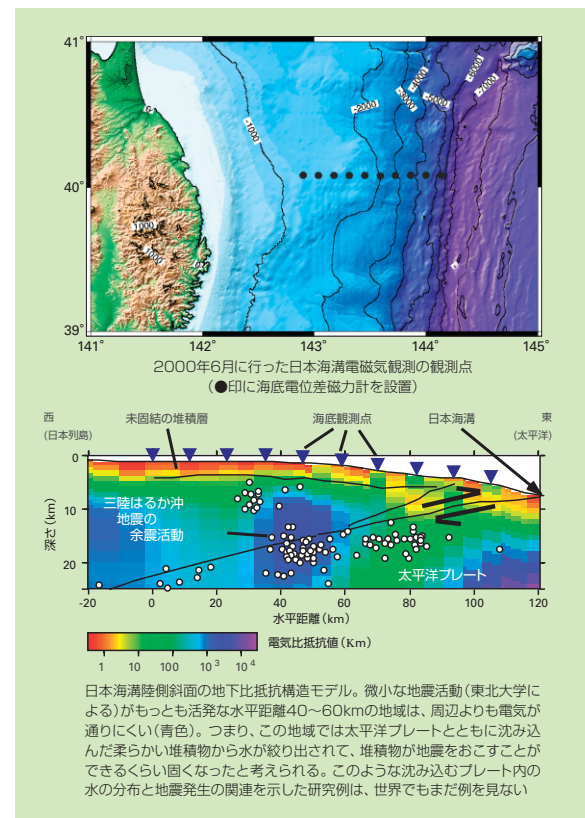 41°
40°
39°
141° 142° 143° 144° 145°
0
-1000
-2000
-3000
-4000
-5000
-6000
-7000
1000
1000
2000年6月に行った日本海溝電磁気観測の観測点
(●印に海底電位差磁力計を設置)
西
(日本列島)
未固結の堆積層
海底観測点
日本海溝
東
(太平洋)
0
10
20
深さ(km)
三陸はるか沖
地震の
余震活動
太平洋プレート
-20 0 20 40 60 80 100 120
水平距離(km)
電気比抵抗値(Κm)
1 10 100 10³ 10⁴
日本海溝陸側斜面の地下比抵抗構造モデル。微小な地震活動(東北大学に
よる)がもっとも活発な水平距離40〜60kmの地域は、周辺よりも電気が
通りにくい(青色)。つまり、この地域では太平洋プレートとともに沈み込
んだ柔らかい堆積物から水が絞り出されて、堆積物が地震をおこすことが
できるくらい固くなったと考えられる。このような沈み込むプレート内の
水の分布と地震発生の関連を示した研究例は、世界でもまだ例を見ない